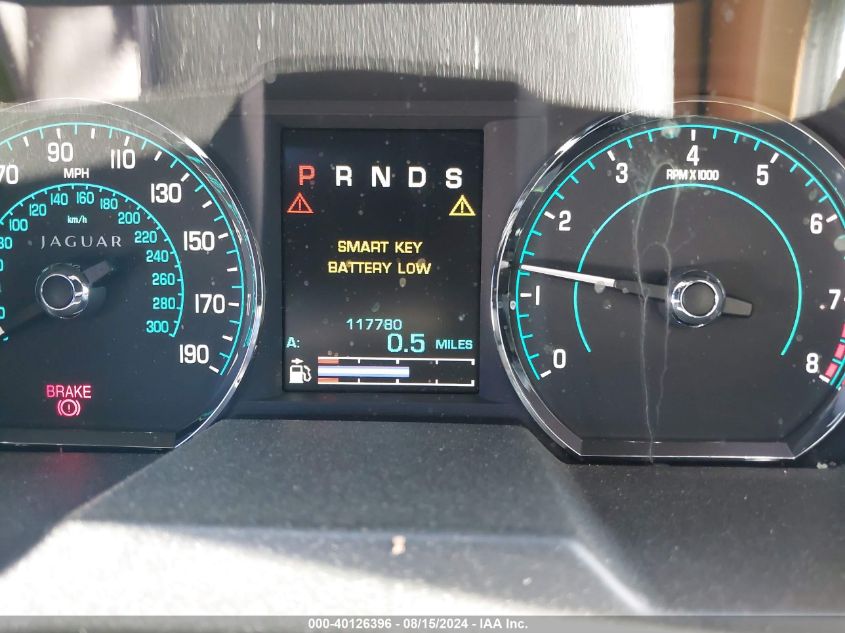 70 90 110 130 150 170 190
MPH
80 100 120 140 160 180 200 220 240 260 280 300
km/h
JAGUAR
BRAKE
P R N D S
SMART KEY
BATTERY LOW
117780
A: 0.5 MILES
0 1 2 3 4 5 6 .7 8
RPM X 1000
000-40126396 - 08/15/2024 - IAA Inc.